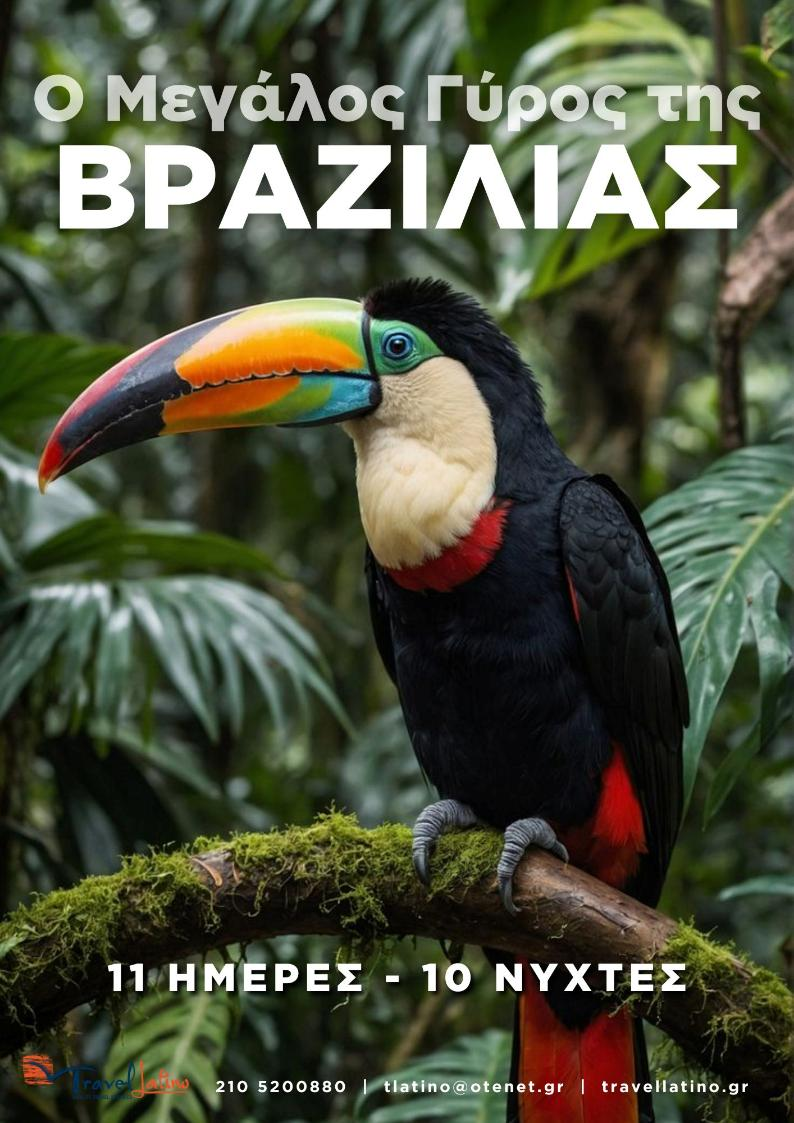 Ο Μεγάλος Γύρος της
ΒΡΑΖΙΛΙΑΣ
11 ΗΜΕΡΕΣ - 10 ΝΥΧΤΕΣ
Travel Latino
210 5200880 | tlatino@otenet.gr | travellatino.gr